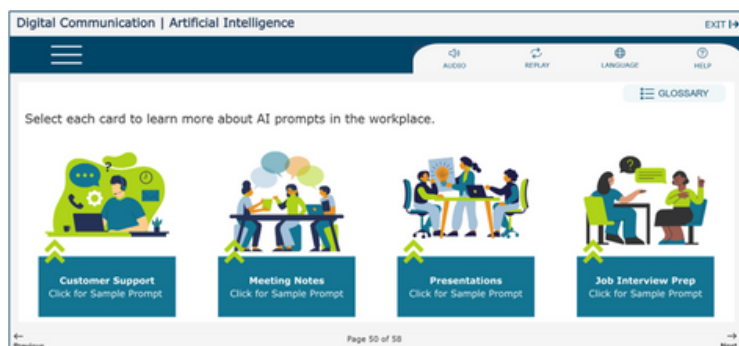 Digital Communication | Artificial Intelligence
EXIT
AUDIO
REPLAY
LANGUAGE
HELP
GLOSSARY
Select each card to learn more about AI prompts in the workplace.
?
?
Customer Support
Click for Sample Prompt
Meeting Notes
Click for Sample Prompt
Presentations
Click for Sample Prompt
Job Interview Prep
Click for Sample Prompt
Previous
Page 50 of 58
Next